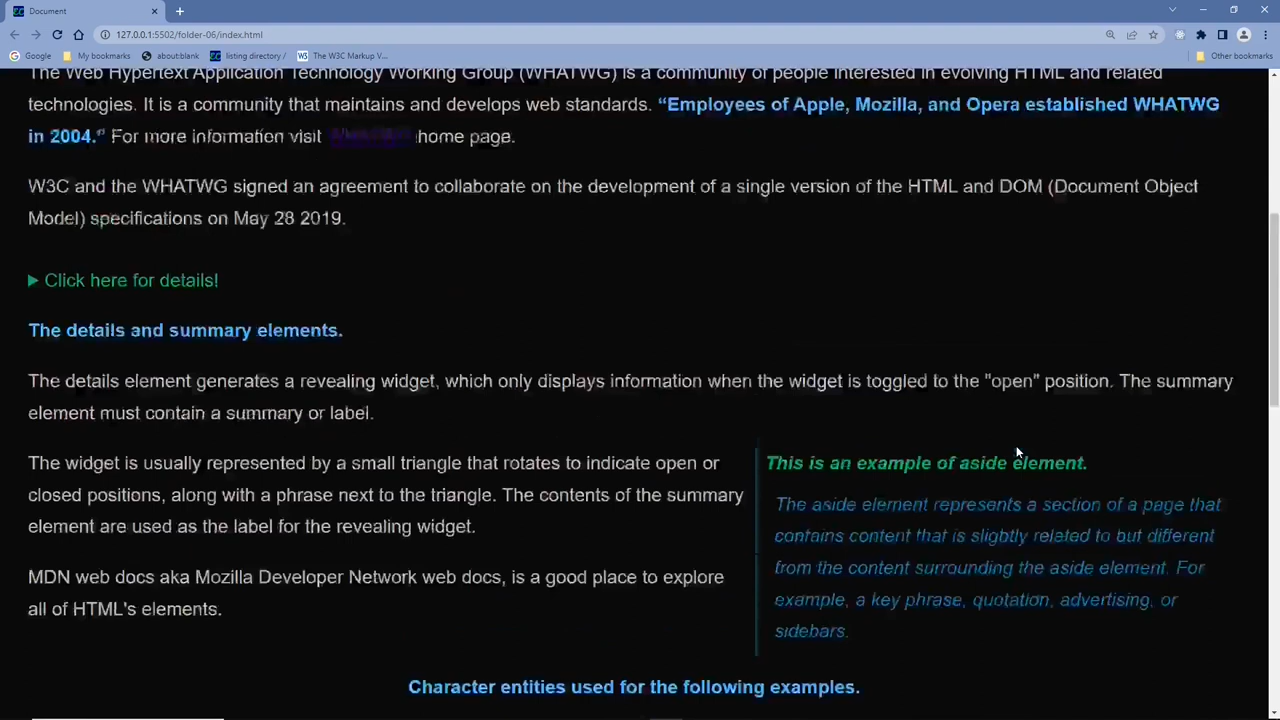 Document
127.0.0.1:5502/folder-06/index.html
Google My bookmarks about:blank listing directory / The W3C Markup V... Other bookmarks
The Web Hypertext Application Technology Working Group (WHATWG) is a community of people interested in evolving HTML and related
technologies. It is a community that maintains and develops web standards. “Employees of Apple, Mozilla, and Opera established WHATWG
in 2004.” For more information visit home page.
W3C and the WHATWG signed an agreement to collaborate on the development of a single version of the HTML and DOM (Document Object
Model) specifications on May 28 2019.
Click here for details!
The details and summary elements.
The details element generates a revealing widget, which only displays information when the widget is toggled to the "open" position. The summary
element must contain a summary or label.
The widget is usually represented by a small triangle that rotates to indicate open or
closed positions, along with a phrase next to the triangle. The contents of the summary
element are used as the label for the revealing widget.
MDN web docs aka Mozilla Developer Network web docs, is a good place to explore
all of HTML's elements.
This is an example of aside element.
The aside element represents a section of a page that
contains content that is slightly related to but different
from the content surrounding the aside element. For
example, a key phrase, quotation, advertising, or
sidebars.
Character entities used for the following examples.